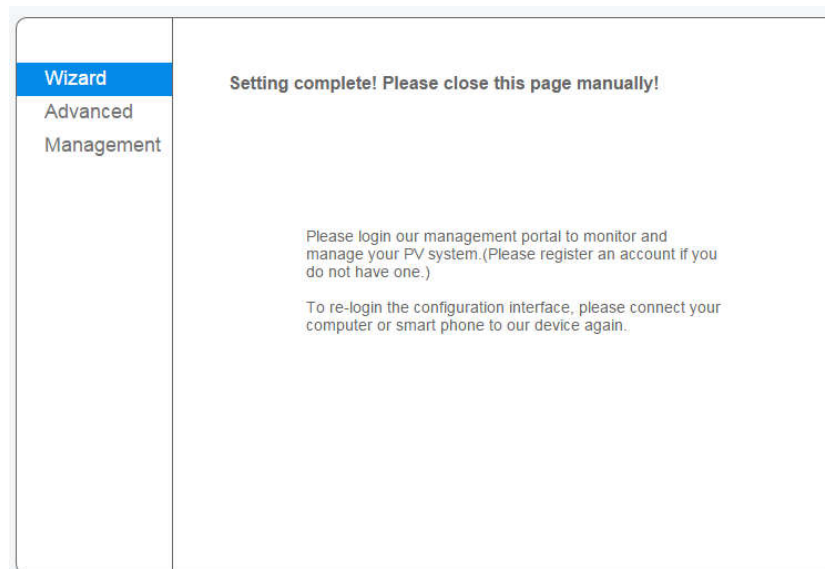 Wizard
Advanced
Management
Setting complete! Please close this page manually!
Please login our management portal to monitor and
manage your PV system.(Please register an account if you
do not have one.)
To re-login the configuration interface, please connect your
computer or smart phone to our device again.